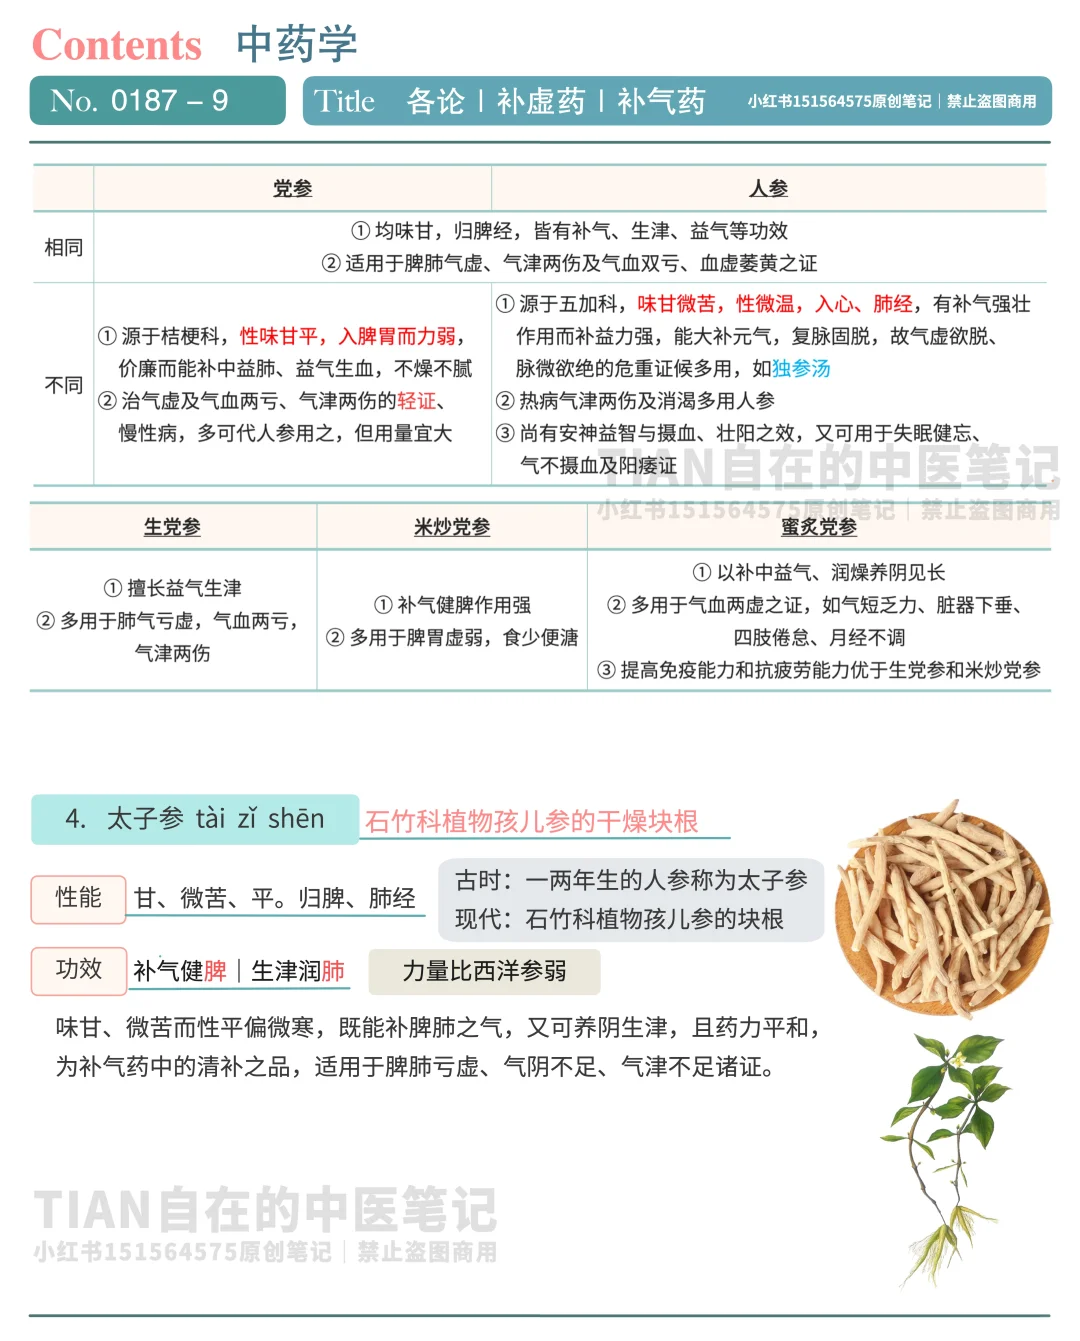 Contents 中药学
No. 0187 – 9
Title 各论 | 补虚药 | 补气药 小红书151564575原创笔记 | 禁止盗图商用
党参 人参
相同
① 均味甘，归脾经，皆有补气、生津、益气等功效
② 适用于脾肺气虚、气津两伤及气血双亏、血虚萎黄之证
不同
① 源于桔梗科，性味甘平，入脾胃而力弱，
价廉而能补中益肺、益气生血，不燥不腻
② 治气虚及气血两亏、气津两伤的轻证、
慢性病，多可代人参用之，但用量宜大
① 源于五加科，味甘微苦，性微温，入心、肺经，有补气强壮
作用而补益力强，能大补元气，复脉固脱，故气虚欲脱、
脉微欲绝的危重证候多用，如独参汤
② 热病气津两伤及消渴多用人参
③ 尚有安神益智与摄血、壮阳之效，又可用于失眠健忘、
气不摄血及阳痿证
TIAN自在的中医笔记
小红书151564575原创笔记 | 禁止盗图商用
生党参 米炒党参 蜜炙党参
① 擅长益气生津
② 多用于肺气亏虚，气血两亏，
气津两伤
① 补气健脾作用强
② 多用于脾胃虚弱，食少便溏
① 以补中益气、润燥养阴见长
② 多用于气血两虚之证，如气短乏力、脏器下垂、
四肢倦怠、月经不调
③ 提高免疫能力和抗疲劳能力优于生党参和米炒党参
4. 太子参 tài zǐ shēn 石竹科植物孩儿参的干燥块根
性能 甘、微苦、平。归脾、肺经
古时：一两年生的人参称为太子参
现代：石竹科植物孩儿参的块根
功效 补气健脾 | 生津润肺 力量比西洋参弱
味甘、微苦而性平偏微寒，既能补脾肺之气，又可养阴生津，且药力平和，
为补气药中的清补之品，适用于脾肺亏虚、气阴不足、气津不足诸证。
TIAN自在的中医笔记
小红书151564575原创笔记 | 禁止盗图商用